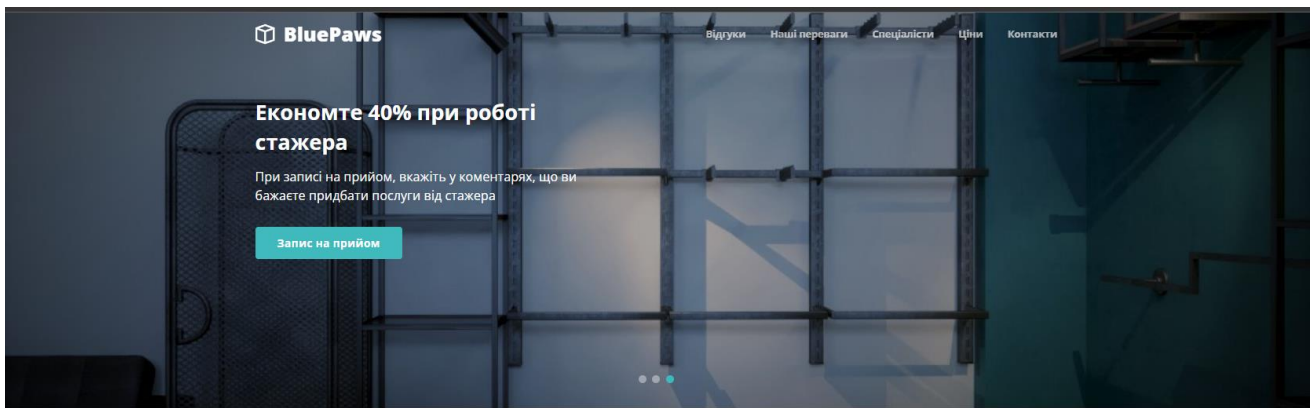 BluePaws
Відгуки Наші переваги Спеціалісти Ціни Контакти
Економте 40% при роботі
стажера
При записі на прийом, вкажіть у коментарях, що ви
бажаєте придбати послуги від стажера
Запис на прийом